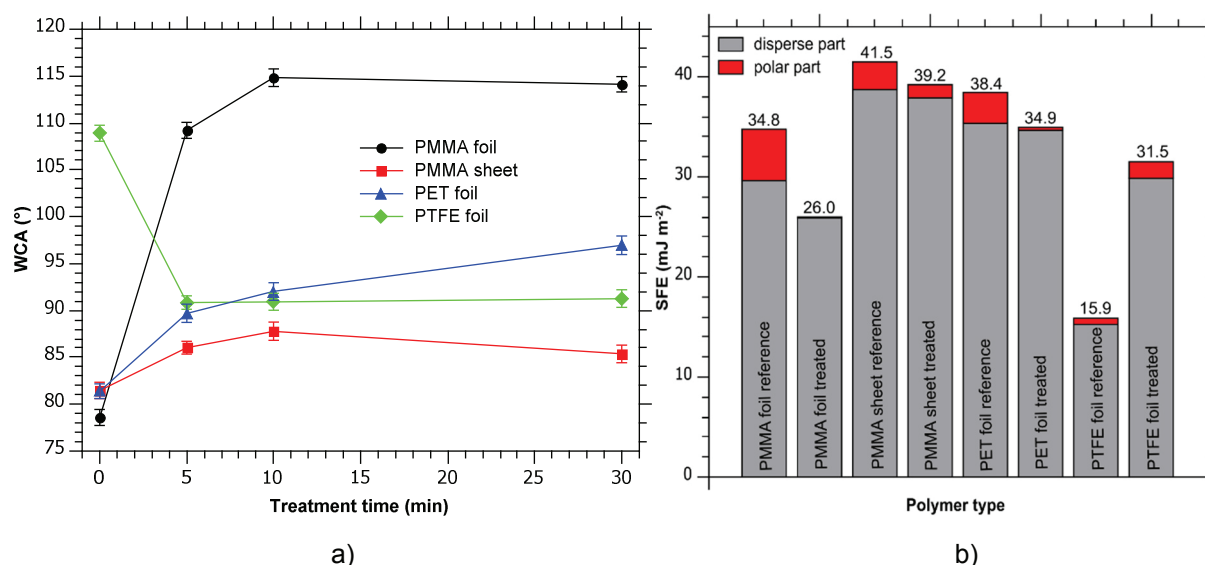 120
115
110
105
100
95
90
85
80
75
WCA (°)
PMMA foil
PMMA sheet
PET foil
PTFE foil
0 5 10 15 20 25 30
Treatment time (min)
a)
disperse part
polar part
40
30
20
10
0
SFE (mJ m⁻²)
34.8
26.0
41.5
39.2
38.4
34.9
15.9
31.5
PMMA foil reference
PMMA foil treated
PMMA sheet reference
PMMA sheet treated
PET foil reference
PET foil treated
PTFE foil reference
PTFE foil treated
Polymer type
b)